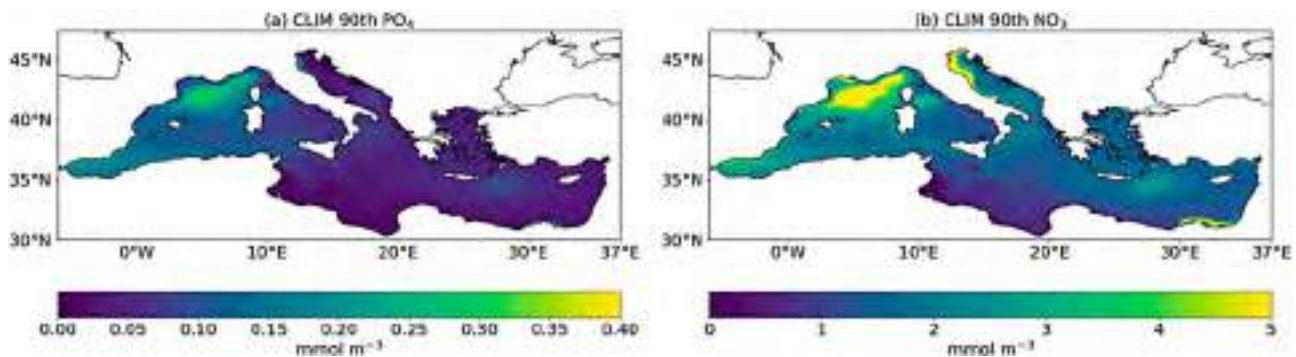 (a) CLIM 90th PO₄
45°N
40°N
35°N
30°N
0°W 10°E 20°E 30°E 37°E
0.00 0.05 0.10 0.15 0.20 0.25 0.30 0.35 0.40
mmol m⁻³
(b) CLIM 90th NO₃
45°N
40°N
35°N
30°N
0°W 10°E 20°E 30°E 37°E
0 1 2 3 4 5
mmol m⁻³